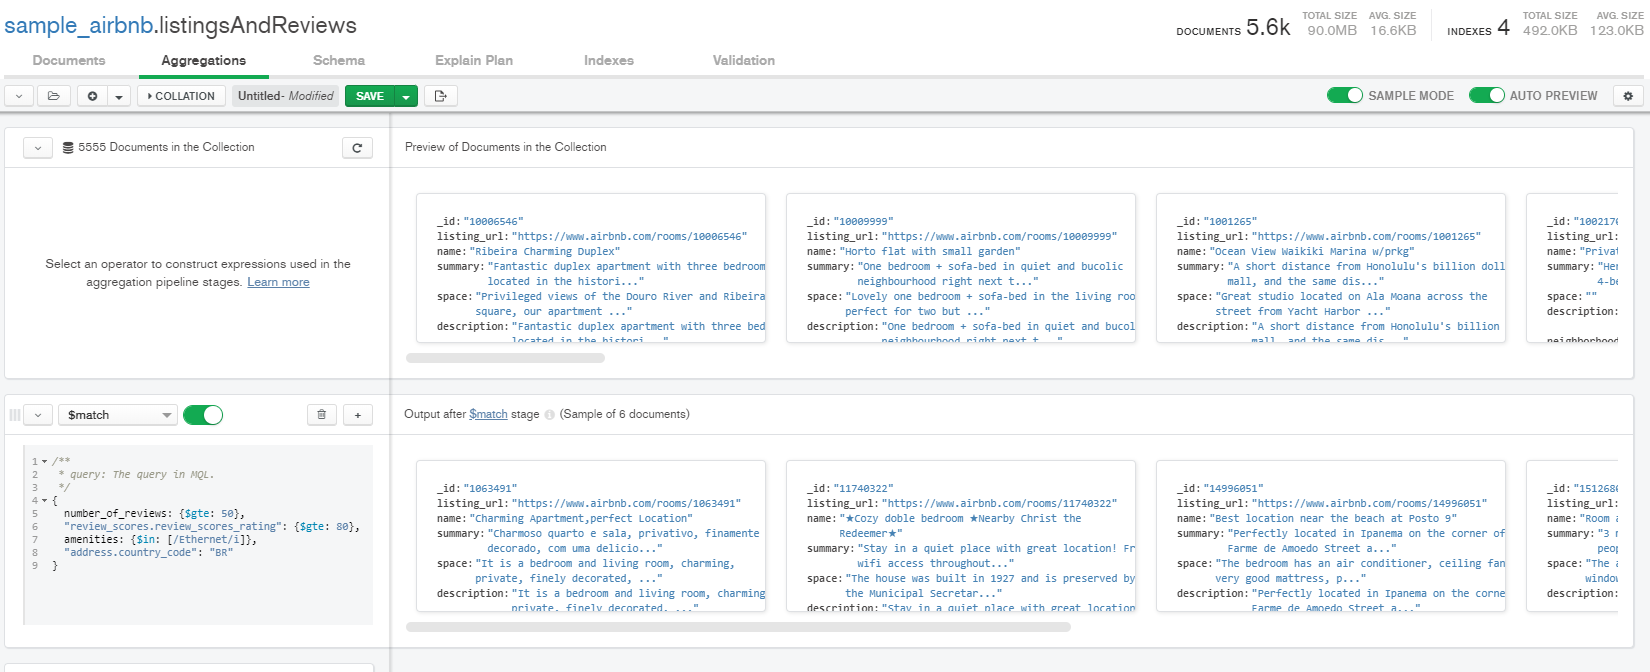 sample_airbnb.listingsAndReviews
DOCUMENTS 5.6k TOTAL SIZE 90.0MB AVG. SIZE 16.6KB INDEXES 4 TOTAL SIZE 492.0KB AVG. SIZE 123.0KB
Documents Aggregations Schema Explain Plan Indexes Validation
COLLATION Untitled- Modified SAVE SAMPLE MODE AUTO PREVIEW
5555 Documents in the Collection
Select an operator to construct expressions used in the
aggregation pipeline stages. Learn more
Preview of Documents in the Collection
_id: "10006546"
listing_url: "https://www.airbnb.com/rooms/10006546"
name: "Ribeira Charming Duplex"
summary: "Fantastic duplex apartment with three bedroom
located in the histori..."
space: "Privileged views of the Douro River and Ribeira
square, our apartment ..."
description: "Fantastic duplex apartment with three bed
located in the histori..."
_id: "10009999"
listing_url: "https://www.airbnb.com/rooms/10009999"
name: "Horto flat with small garden"
summary: "One bedroom + sofa-bed in quiet and bucolic
neighbourhood right next t..."
space: "Lovely one bedroom + sofa-bed in the living roo
perfect for two but ..."
description: "One bedroom + sofa-bed in quiet and bucol
neighbourhood right next t..."
_id: "1001265"
listing_url: "https://www.airbnb.com/rooms/1001265"
name: "Ocean View Waikiki Marina w/prkg"
summary: "A short distance from Honolulu's billion doll
mall, and the same dis..."
space: "Great studio located on Ala Moana across the
street from Yacht Harbor ..."
description: "A short distance from Honolulu's billion
mall, and the same dis..."
_id: "1002170
listing_url:
name: "Privat
summary: "Her
4-be
space: ""
description:
neighborhood
$match
Output after $match stage (Sample of 6 documents)
1 /**
2 * query: The query in MQL.
3 */
4 {
5 number_of_reviews: {$gte: 50},
6 "review_scores.review_scores_rating": {$gte: 80},
7 amenities: {$in: [/Ethernet/i]},
8 "address.country_code": "BR"
9 }
_id: "1063491"
listing_url: "https://www.airbnb.com/rooms/1063491"
name: "Charming Apartment,perfect Location"
summary: "Charmoso quarto e sala, privativo, finamente
decorado, com uma delicio..."
space: "It is a bedroom and living room, charming,
private, finely decorated, ..."
description: "It is a bedroom and living room, charming
private, finely decorated, ..."
_id: "11740322"
listing_url: "https://www.airbnb.com/rooms/11740322"
name: "★Cozy doble bedroom ★Nearby Christ the
Redeemer★"
summary: "Stay in a quiet place with great location! Fr
wifi access throughout..."
space: "The house was built in 1927 and is preserved by
the Municipal Secretar..."
description: "Stay in a quiet place with great location
_id: "14996051"
listing_url: "https://www.airbnb.com/rooms/14996051"
name: "Best location near the beach at Posto 9"
summary: "Perfectly located in Ipanema on the corner of
Farme de Amoedo Street a..."
space: "The bedroom has an air conditioner, ceiling fan
very good mattress, p..."
description: "Perfectly located in Ipanema on the corne
Farme de Amoedo Street a..."
_id: "1512686
listing_url:
name: "Room a
summary: "3 m
peop
space: "The a
window
description: